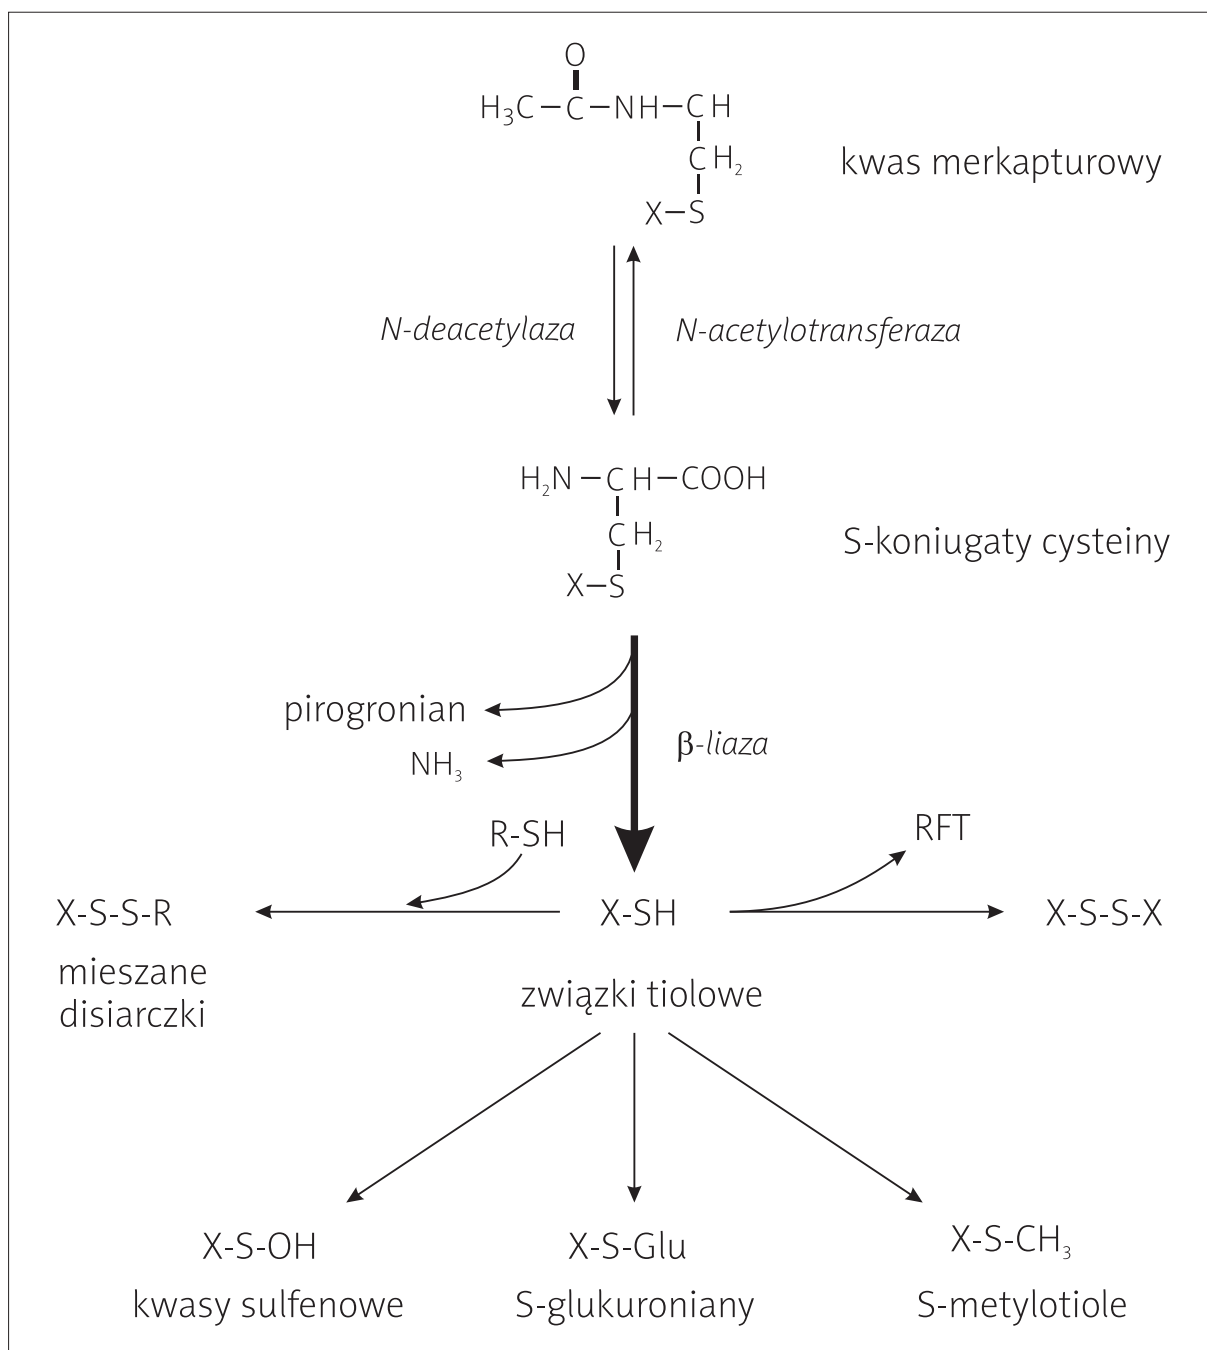 O
H₃C–C–NH–CH
CH₂
X–S
kwas merkapturowy
N-deacetylaza
N-acetylotransferaza
H₂N–CH–COOH
CH₂
X–S
S-koniugaty cysteiny
pirogronian
NH₃
β-liaza
R-SH
RFT
X-S-S-R
X-SH
X-S-S-X
mieszane
disiarczki
związki tiolowe
X-S-OH
X-S-Glu
X-S-CH₃
kwasy sulfenowe
S-glukuroniany
S-metylotiole